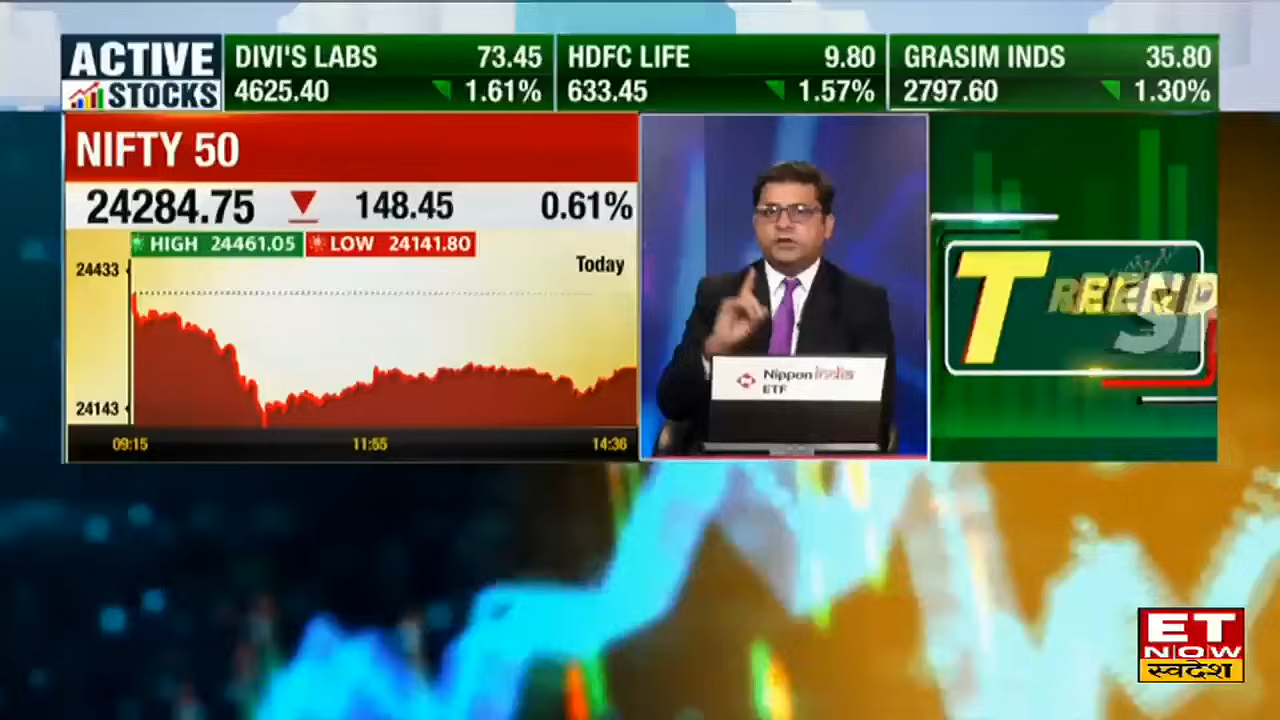 ACTIVE
STOCKS
DIVI'S LABS 73.45
4625.40 1.61%
HDFC LIFE 9.80
633.45 1.57%
GRASIM INDS 35.80
2797.60 1.30%
NIFTY 50
24284.75 148.45 0.61%
HIGH 24461.05 LOW 24141.80
Today
24433
24143
09:15 11:55 14:36
Nippon india
ETF
ET
NOW
स्वदेश